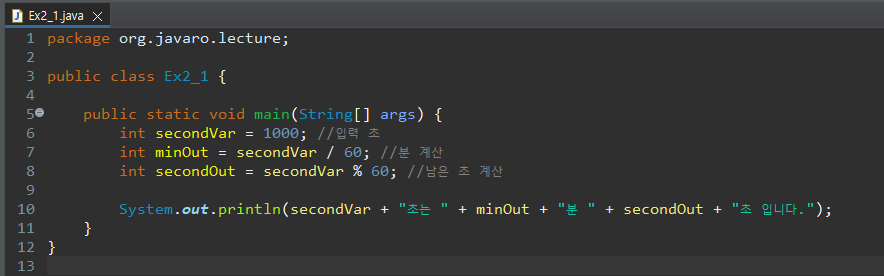 Ex2_1.java
1 package org.javaro.lecture;
2
3 public class Ex2_1 {
4
5 public static void main(String[] args) {
6 int secondVar = 1000; //입력 초
7 int minOut = secondVar / 60; //분 계산
8 int secondOut = secondVar % 60; //남은 초 계산
9
10 System.out.println(secondVar + "초는 " + minOut + "분 " + secondOut + "초 입니다.");
11 }
12 }
13